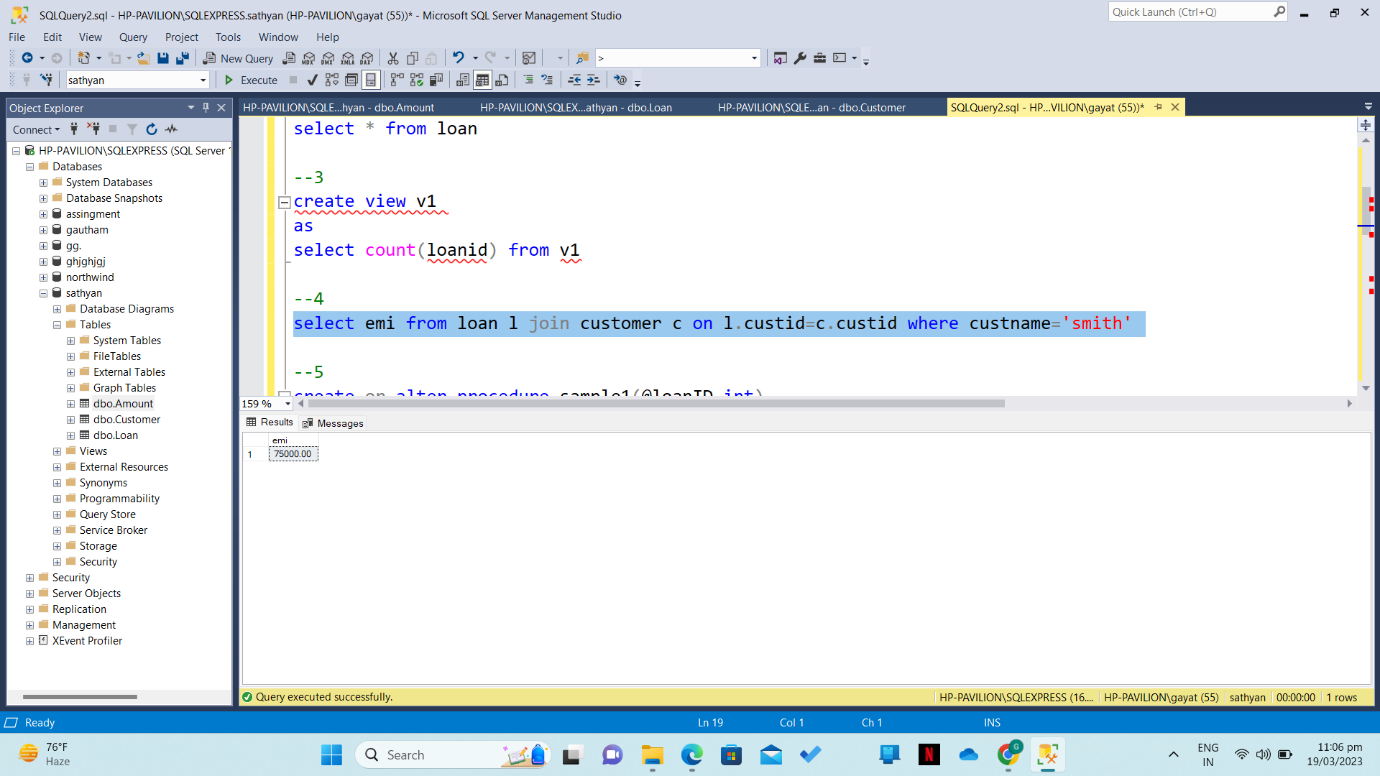 SQLQuery2.sql - HP-PAVILION\SQLEXPRESS.sathyan (HP-PAVILION\gayat (55))* - Microsoft SQL Server Management Studio
Quick Launch (Ctrl+Q)
File Edit View Query Project Tools Window Help
New Query
>
sathyan
Execute
Object Explorer
HP-PAVILION\SQLE...hyan - dbo.Amount
HP-PAVILION\SQLEX...athyan - dbo.Loan
HP-PAVILION\SQLE...an - dbo.Customer
SQLQuery2.sql - HP...VILION\gayat (55))*
Connect
HP-PAVILION\SQLEXPRESS (SQL Server
Databases
System Databases
Database Snapshots
assingment
gautham
gg.
ghjghjgj
northwind
sathyan
Database Diagrams
Tables
System Tables
FileTables
External Tables
Graph Tables
dbo.Amount
dbo.Customer
dbo.Loan
Views
External Resources
Synonyms
Programmability
Query Store
Service Broker
Storage
Security
Security
Server Objects
Replication
Management
XEvent Profiler
select * from loan
--3
create view v1
as
select count(loanid) from v1
--4
select emi from loan l join customer c on l.custid=c.custid where custname='smith'
--5
create or alter procedure sample1(@loanID int)
159 %
Results Messages
emi
1 75000.00
Query executed successfully.
HP-PAVILION\SQLEXPRESS (16.... HP-PAVILION\gayat (55) sathyan 00:00:00 1 rows
Ready Ln 19 Col 1 Ch 1 INS
76°F
Haze
Search
G
N
ENG
IN
11:06 pm
19/03/2023